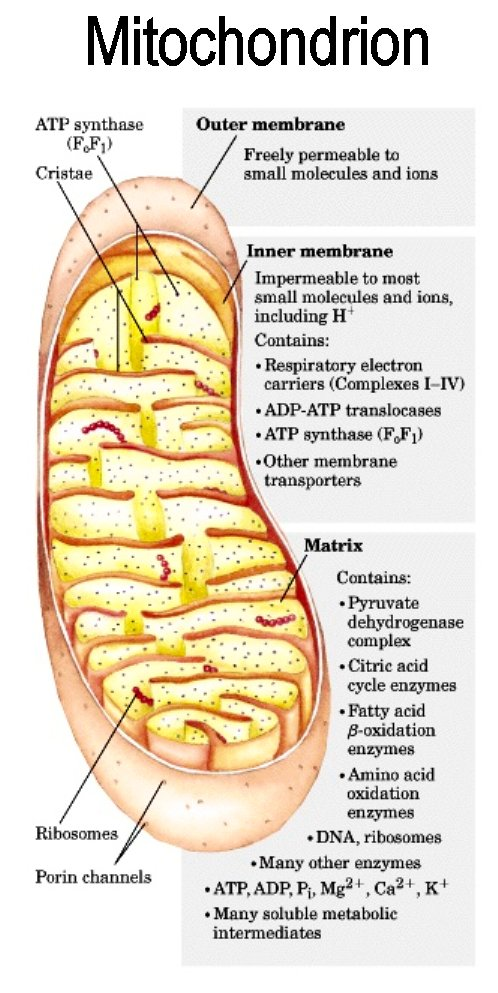 Mitochondrion
ATP synthase
(FₒF₁)
Cristae
Outer membrane
Freely permeable to
small molecules and ions
Inner membrane
Impermeable to most
small molecules and ions,
including H⁺
Contains:
• Respiratory electron
carriers (Complexes I–IV)
• ADP-ATP translocases
• ATP synthase (FₒF₁)
• Other membrane
transporters
Matrix
Contains:
• Pyruvate
dehydrogenase
complex
• Citric acid
cycle enzymes
• Fatty acid
β-oxidation
enzymes
• Amino acid
oxidation
enzymes
• DNA, ribosomes
• Many other enzymes
• ATP, ADP, Pᵢ, Mg²⁺, Ca²⁺, K⁺
• Many soluble metabolic
intermediates
Ribosomes
Porin channels